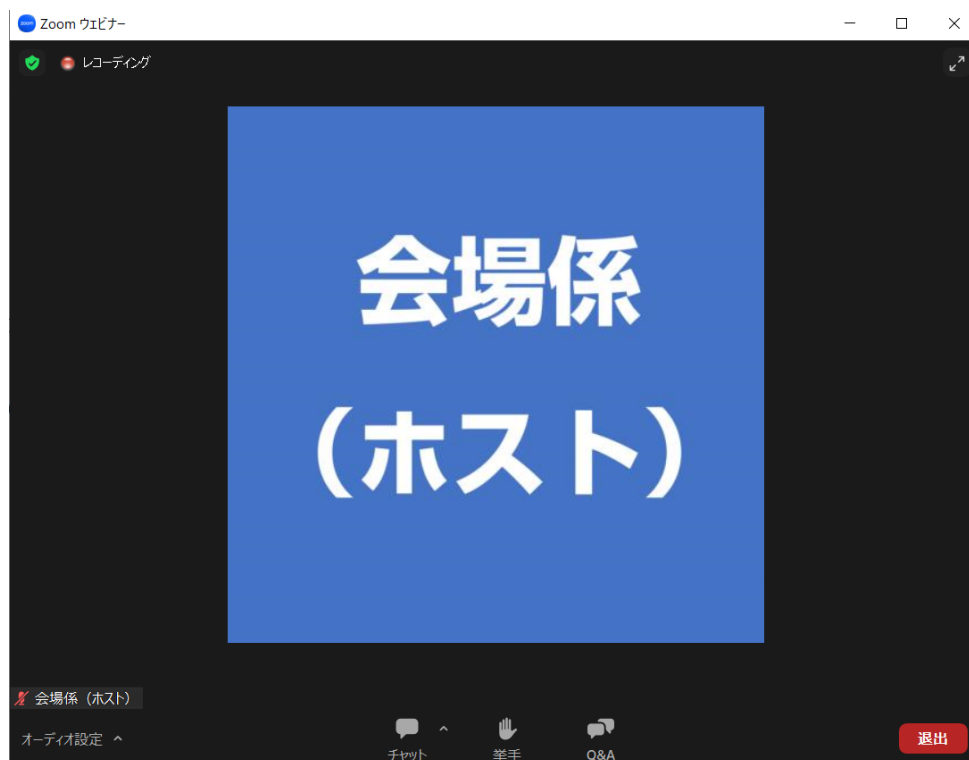 zoom Zoom ウェビナー
レコーディング
会場係
（ホスト）
会場係（ホスト）
オーディオ設定
チャット
挙手
Q&A
退出